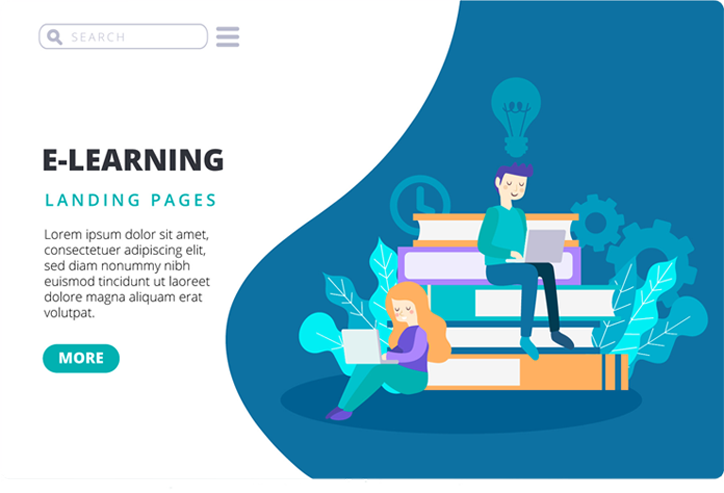 SEARCH
E-LEARNING
LANDING PAGES
Lorem ipsum dolor sit amet,
consectetuer adipiscing elit,
sed diam nonummy nibh
euismod tincidunt ut laoreet
dolore magna aliquam erat
volutpat.
MORE